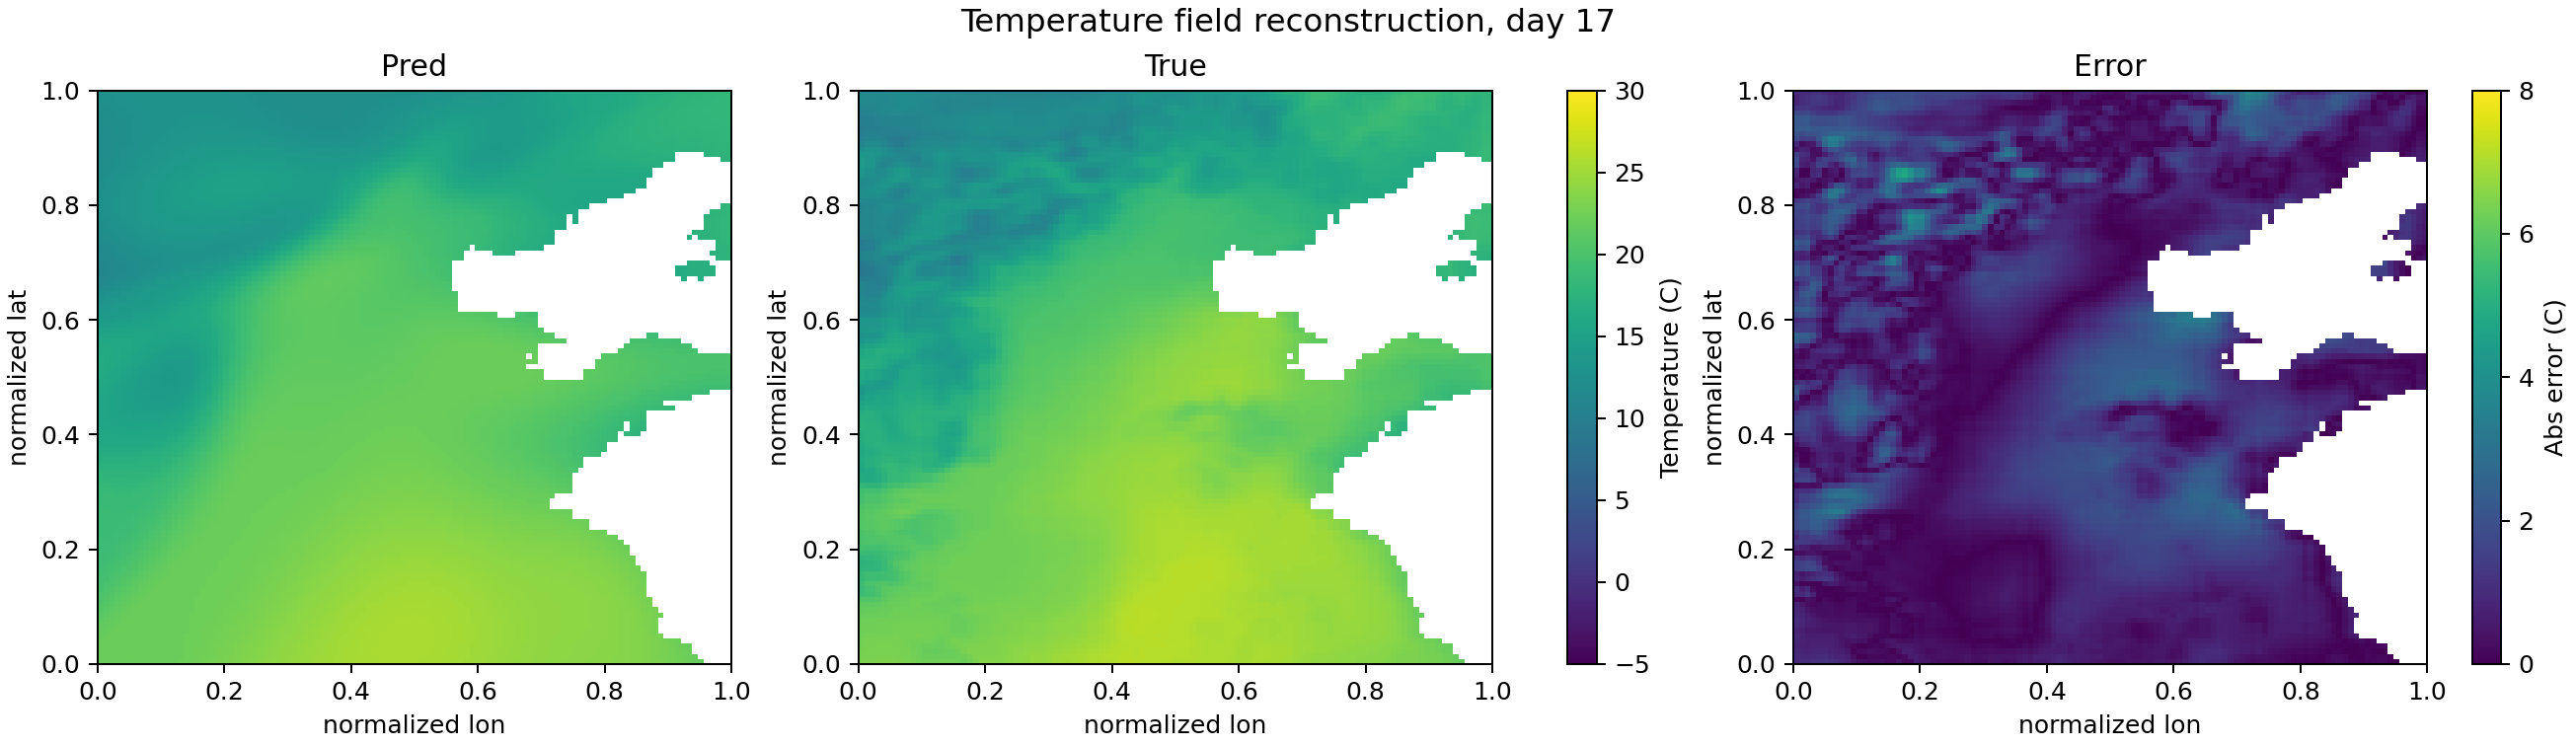 Temperature field reconstruction, day 17
Pred
1.0
0.8
0.6
0.4
0.2
0.0
normalized lat
0.0 0.2 0.4 0.6 0.8 1.0
normalized lon
True
1.0
0.8
0.6
0.4
0.2
0.0
normalized lat
0.0 0.2 0.4 0.6 0.8 1.0
normalized lon
30
25
20
15
10
5
0
−5
Temperature (C)
Error
1.0
0.8
0.6
0.4
0.2
0.0
normalized lat
0.0 0.2 0.4 0.6 0.8 1.0
normalized lon
8
6
4
2
0
Abs error (C)